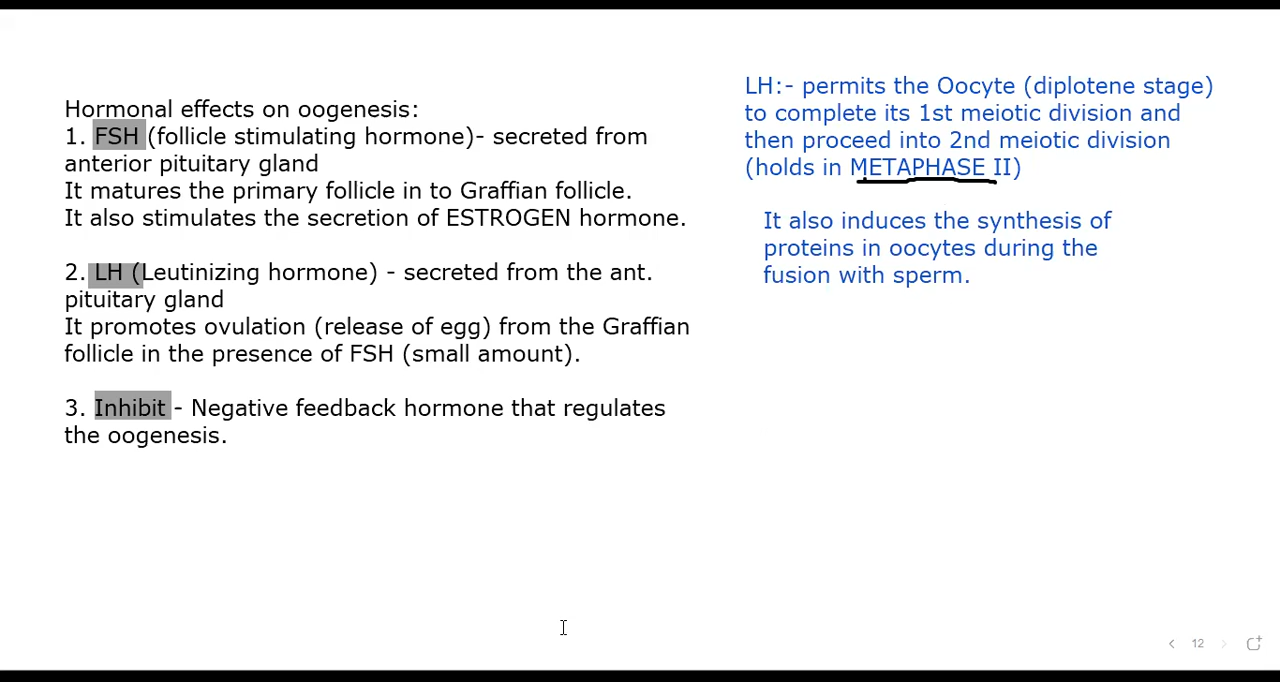 Hormonal effects on oogenesis:
1. FSH (follicle stimulating hormone)- secreted from
anterior pituitary gland
It matures the primary follicle in to Graffian follicle.
It also stimulates the secretion of ESTROGEN hormone.
2. LH (Leutinizing hormone) - secreted from the ant.
pituitary gland
It promotes ovulation (release of egg) from the Graffian
follicle in the presence of FSH (small amount).
3. Inhibit - Negative feedback hormone that regulates
the oogenesis.
LH:- permits the Oocyte (diplotene stage)
to complete its 1st meiotic division and
then proceed into 2nd meiotic division
(holds in METAPHASE II)
It also induces the synthesis of
proteins in oocytes during the
fusion with sperm.
12